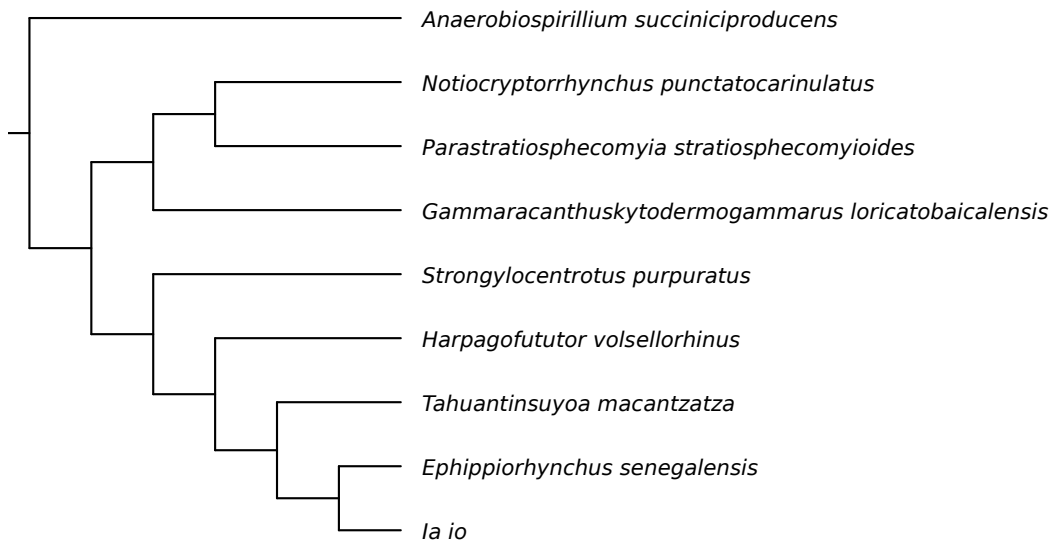 Anaerobiospirillium succiniciproducens
Notiocryptorrhynchus punctatocarinulatus
Parastratiosphecomyia stratiosphecomyioides
Gammaracanthuskytodermogammarus loricatobaicalensis
Strongylocentrotus purpuratus
Harpagofututor volsellorhinus
Tahuantinsuyoa macantzatza
Ephippiorhynchus senegalensis
Ia io